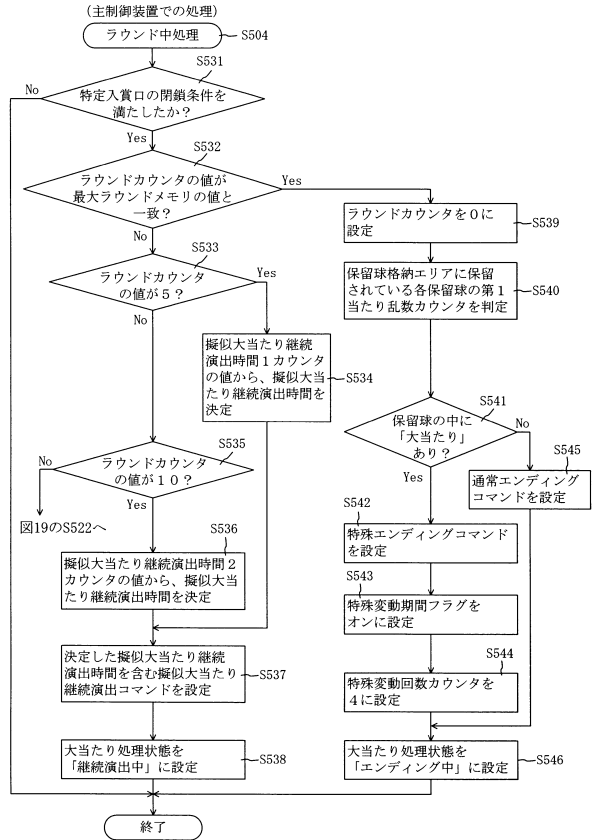 (主制御装置での処理)
ラウンド中処理
S504
S531
No
特定入賞口の閉鎖条件を
満たしたか？
Yes
S532
ラウンドカウンタの値が
最大ラウンドメモリの値と
一致？
Yes
No
S533
ラウンドカウンタ
の値が５？
Yes
No
擬似大当たり継続
演出時間１カウンタ
の値から、擬似大当
たり継続演出時間を
決定
S534
S535
ラウンドカウンタ
の値が１０？
No
Yes
図19のS522へ
S536
擬似大当たり継続演出時間２
カウンタの値から、擬似大当
たり継続演出時間を決定
決定した擬似大当たり継続
演出時間を含む擬似大当たり
継続演出コマンドを設定
S537
大当たり処理状態を
「継続演出中」に設定
S538
終了
ラウンドカウンタを０に
設定
S539
保留球格納エリアに保留
されている各保留球の第１
当たり乱数カウンタを判定
S540
S541
保留球の中に
「大当たり」
あり？
No
Yes
S545
通常エンディング
コマンドを設定
S542
特殊エンディングコマンド
を設定
S543
特殊変動期間フラグを
オンに設定
S544
特殊変動回数カウンタを
４に設定
大当たり処理状態を
「エンディング中」に設定
S546